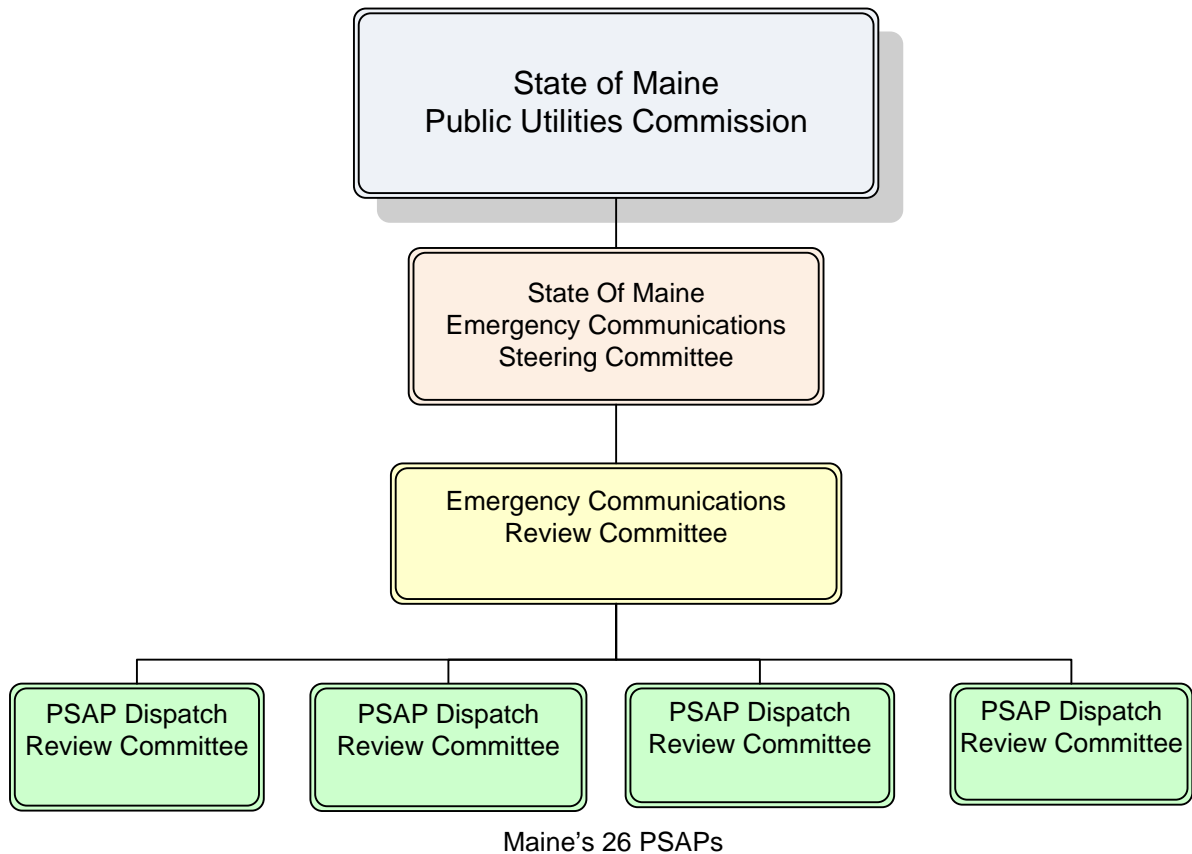 State of Maine
Public Utilities Commission
State Of Maine
Emergency Communications
Steering Committee
Emergency Communications
Review Committee
PSAP Dispatch
Review Committee
PSAP Dispatch
Review Committee
PSAP Dispatch
Review Committee
PSAP Dispatch
Review Committee
Maine’s 26 PSAPs